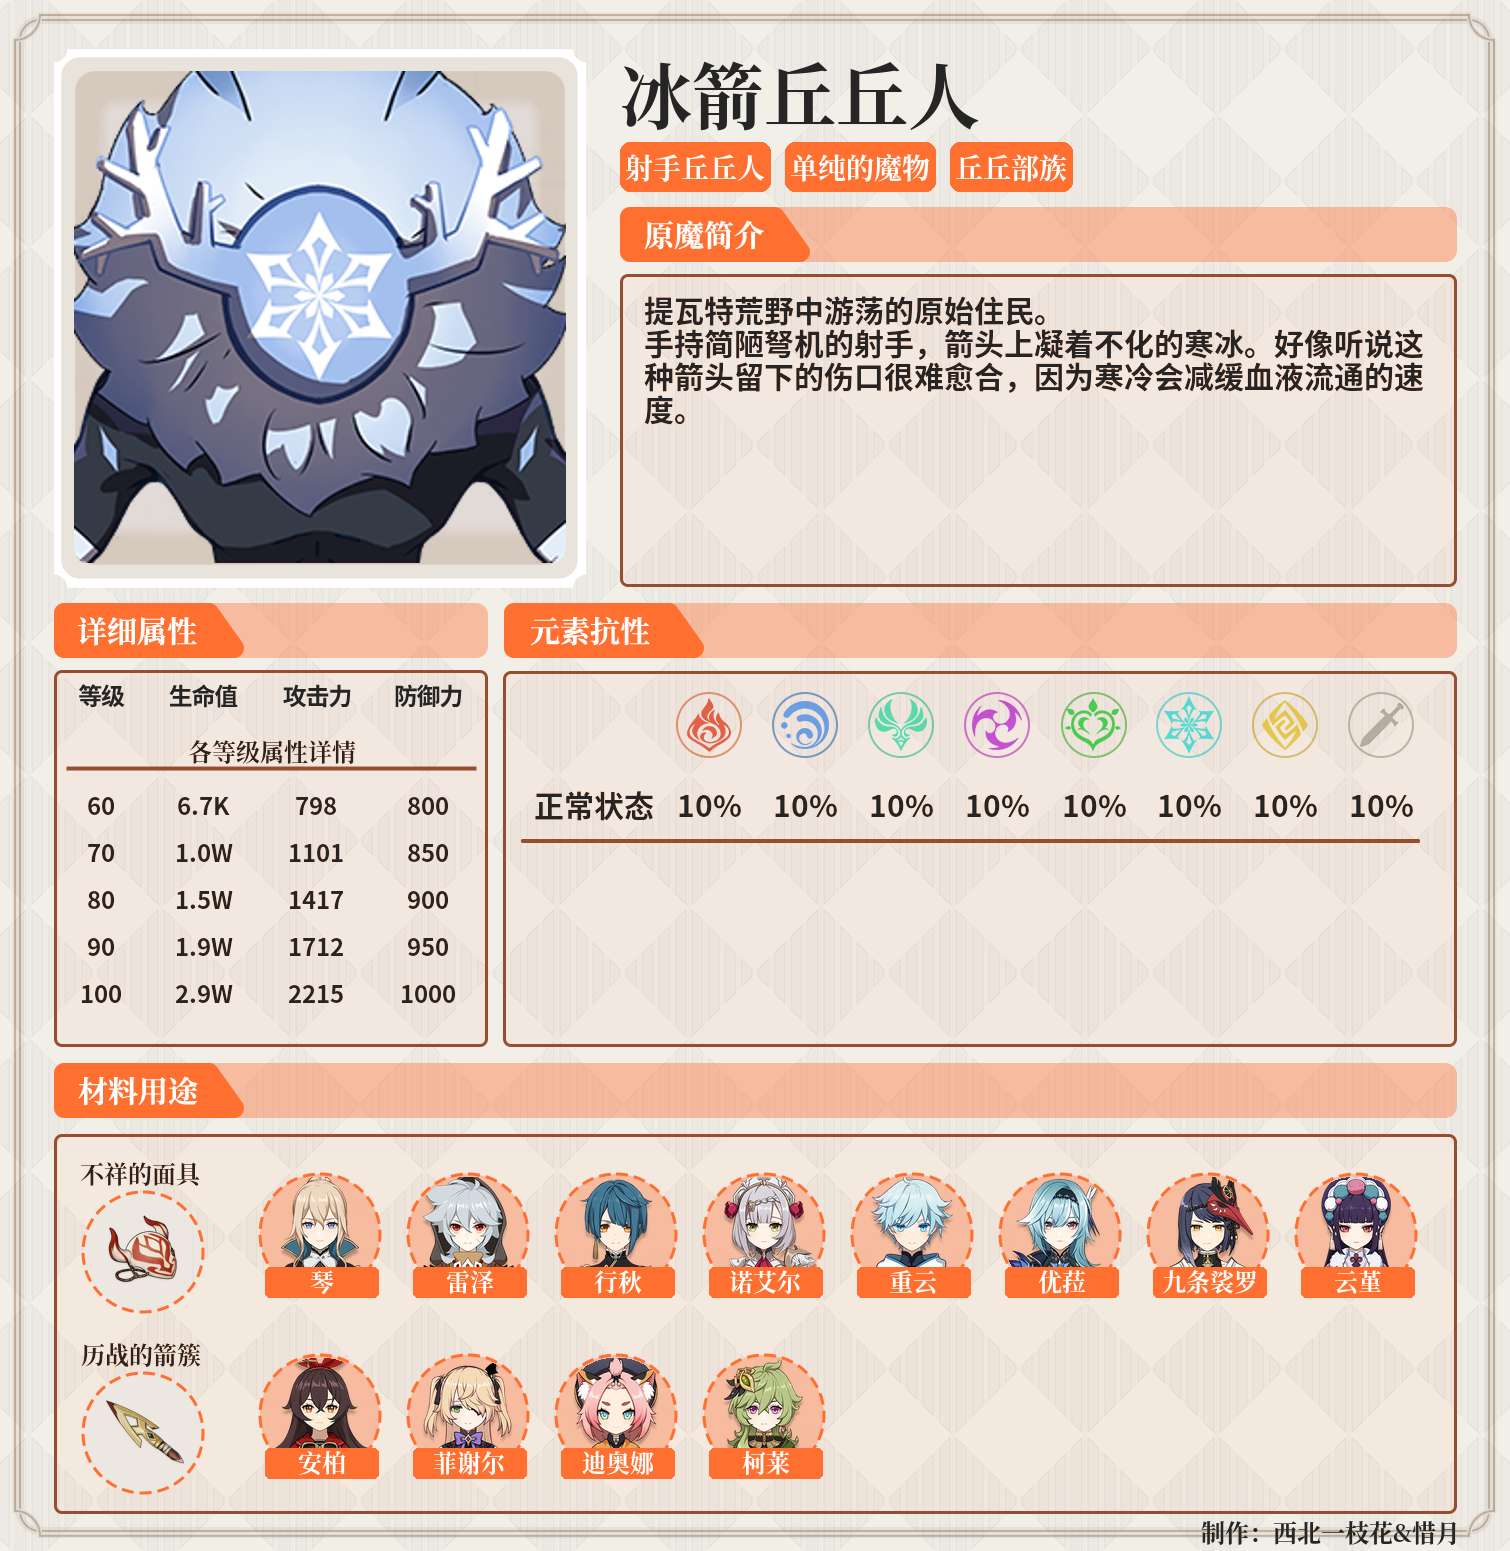 冰箭丘丘人
射手丘丘人 单纯的魔物 丘丘部族
原魔简介
提瓦特荒野中游荡的原始住民。
手持简陋弩机的射手，箭头上凝着不化的寒冰。好像听说这
种箭头留下的伤口很难愈合，因为寒冷会减缓血液流通的速
度。
详细属性
等级 生命值 攻击力 防御力
各等级属性详情
60 6.7K 798 800
70 1.0W 1101 850
80 1.5W 1417 900
90 1.9W 1712 950
100 2.9W 2215 1000
元素抗性
正常状态 10% 10% 10% 10% 10% 10% 10% 10%
材料用途
不祥的面具
琴 雷泽 行秋 诺艾尔 重云 优菈 九条裟罗 云堇
历战的箭簇
安柏 菲谢尔 迪奥娜 柯莱
制作：西北一枝花&惜月